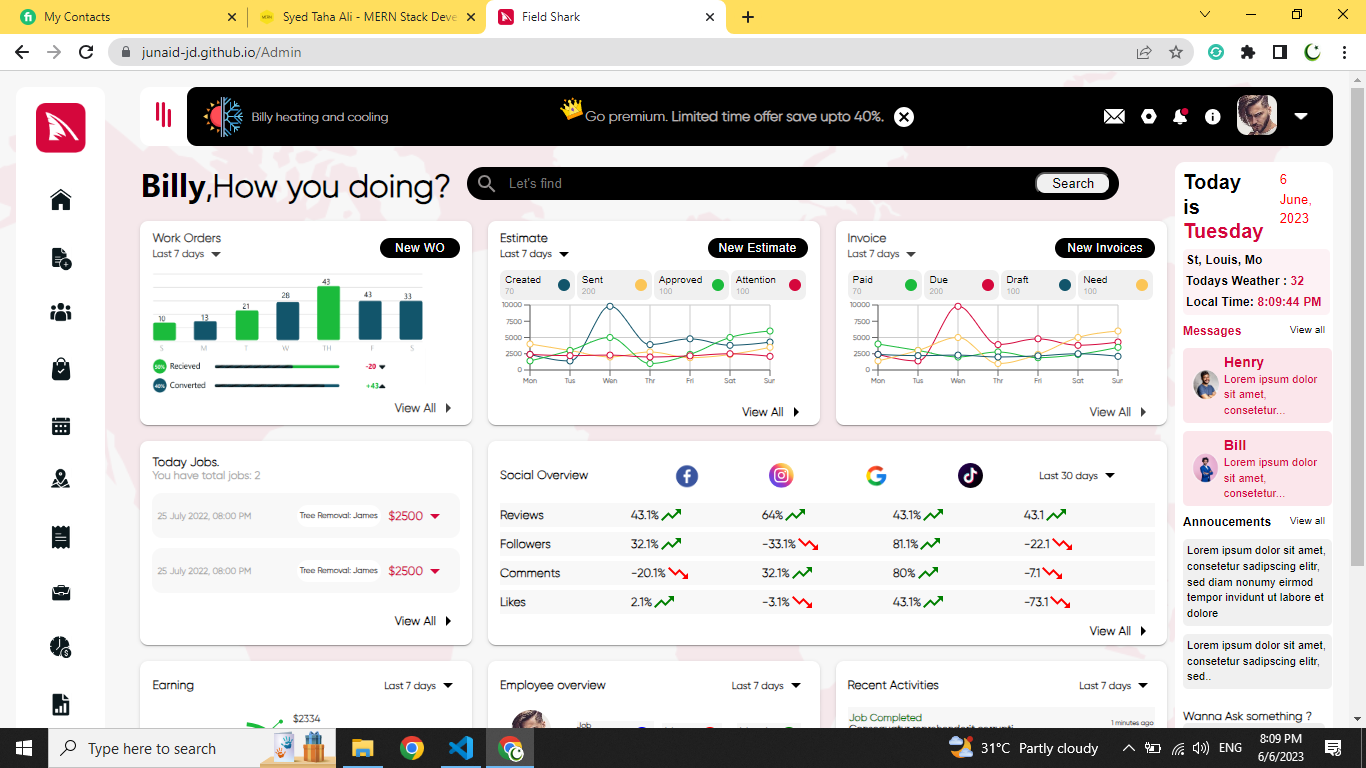 My Contacts
Syed Taha Ali - MERN Stack Deve
Field Shark
junaid-jd.github.io/Admin
Billy heating and cooling
Go premium. Limited time offer save upto 40%.
Billy,How you doing?
Let's find
Search
Work Orders
Last 7 days
New WO
10 13 21 28 43 43 33
S M T W TH F S
50% Recieved -20
40% Converted +43
View All
Estimate
Last 7 days
New Estimate
Created 70
Sent 200
Approved 100
Attention 100
10000
7500
5000
2500
0
Mon Tus Wen Thr Fri Sat Sur
View All
Invoice
Last 7 days
New Invoices
Paid 70
Due 200
Draft 100
Need 100
10000
7500
5000
2500
0
Mon Tus Wen Thr Fri Sat Sur
View All
Today Jobs.
You have total jobs: 2
25 July 2022, 08:00 PM Tree Removal: James $2500
25 July 2022, 08:00 PM Tree Removal: James $2500
View All
Social Overview
Last 30 days
Reviews 43.1% 64% 43.1% 43.1
Followers 32.1% -33.1% 81.1% -22.1
Comments -20.1% 32.1% 80% -7.1
Likes 2.1% -3.1% 43.1% -73.1
View All
Earning
Last 7 days
$2334
Employee overview
Last 7 days
Job
Recent Activities
Last 7 days
Job Completed
1 minutes ago
Today
is
Tuesday
6
June,
2023
St, Louis, Mo
Todays Weather : 32
Local Time: 8:09:44 PM
Messages View all
Henry
Lorem ipsum dolor
sit amet,
consetetur...
Bill
Lorem ipsum dolor
sit amet,
consetetur...
Annoucements View all
Lorem ipsum dolor sit amet,
consetetur sadipscing elitr,
sed diam nonumy eirmod
tempor invidunt ut labore et
dolore
Lorem ipsum dolor sit amet,
consetetur sadipscing elitr,
sed..
Wanna Ask something ?
Type here to search
31°C Partly cloudy
ENG
8:09 PM
6/6/2023